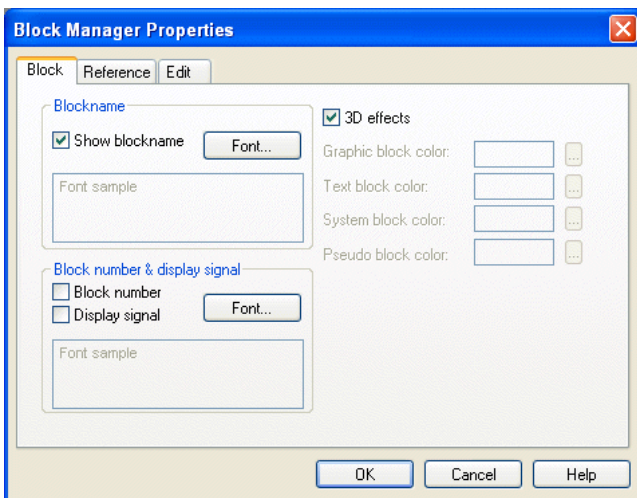 Block Manager Properties
Block Reference Edit
Blockname
Show blockname Font...
Font sample
Block number & display signal
Block number
Display signal Font...
Font sample
3D effects
Graphic block color: ...
Text block color: ...
System block color: ...
Pseudo block color: ...
OK Cancel Help